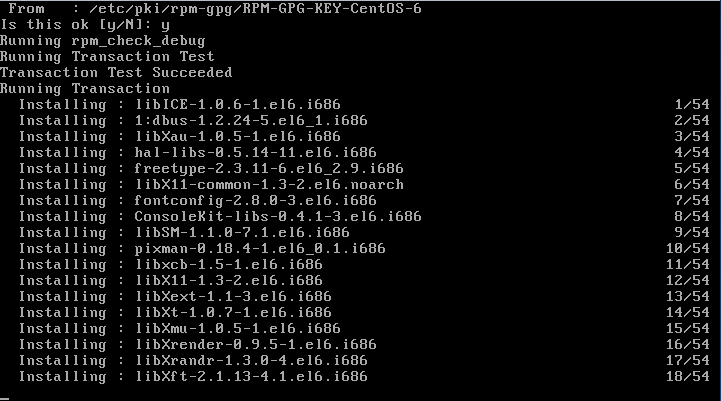 From   : /etc/pki/rpm-gpg/RPM-GPG-KEY-CentOS-6
Is this ok [y/N]: y
Running rpm_check_debug
Running Transaction Test
Transaction Test Succeeded
Running Transaction
Installing : libICE-1.0.6-1.el6.i686 1/54
Installing : 1:dbus-1.2.24-5.el6_1.i686 2/54
Installing : libXau-1.0.5-1.el6.i686 3/54
Installing : hal-libs-0.5.14-11.el6.i686 4/54
Installing : freetype-2.3.11-6.el6_2.9.i686 5/54
Installing : libX11-common-1.3-2.el6.noarch 6/54
Installing : fontconfig-2.8.0-3.el6.i686 7/54
Installing : ConsoleKit-libs-0.4.1-3.el6.i686 8/54
Installing : libSM-1.1.0-7.1.el6.i686 9/54
Installing : pixman-0.18.4-1.el6_0.1.i686 10/54
Installing : libxcb-1.5-1.el6.i686 11/54
Installing : libX11-1.3-2.el6.i686 12/54
Installing : libXext-1.1-3.el6.i686 13/54
Installing : libXt-1.0.7-1.el6.i686 14/54
Installing : libXmu-1.0.5-1.el6.i686 15/54
Installing : libXrender-0.9.5-1.el6.i686 16/54
Installing : libXrandr-1.3.0-4.el6.i686 17/54
Installing : libXft-2.1.13-4.1.el6.i686 18/54